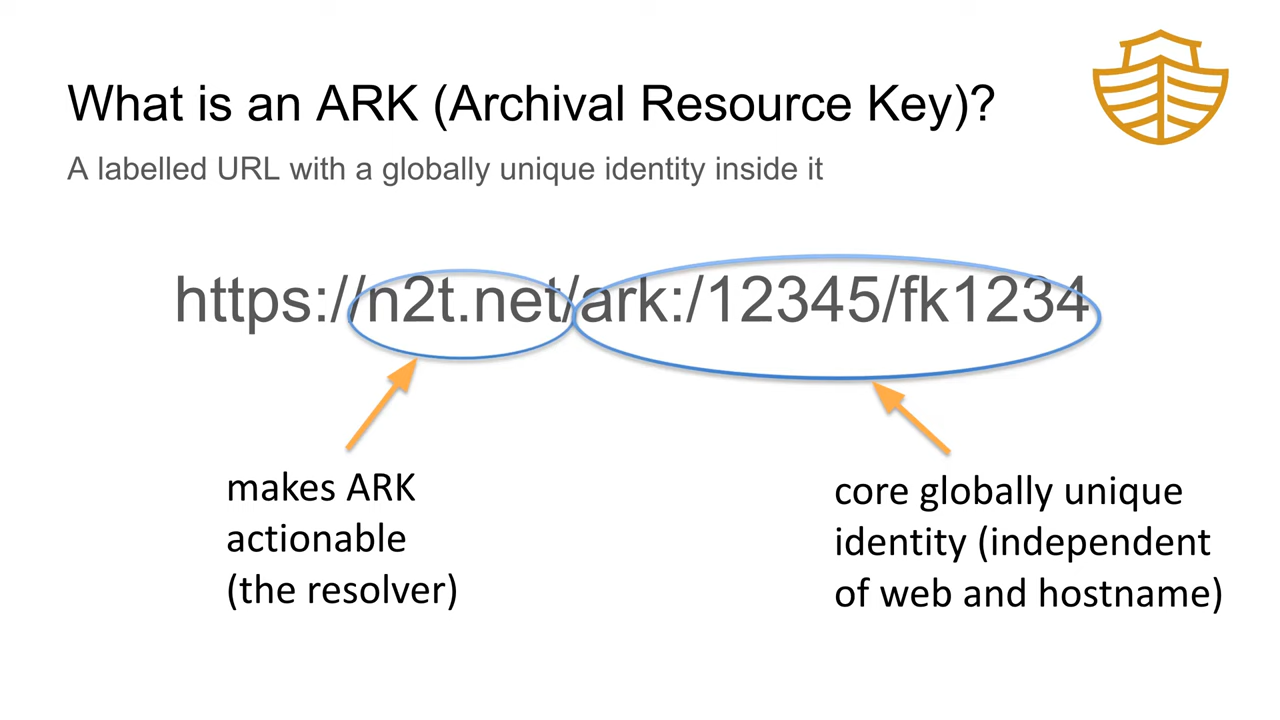 What is an ARK (Archival Resource Key)?
A labelled URL with a globally unique identity inside it
https://n2t.net/ark:/12345/fk1234
makes ARK
actionable
(the resolver)
core globally unique
identity (independent
of web and hostname)